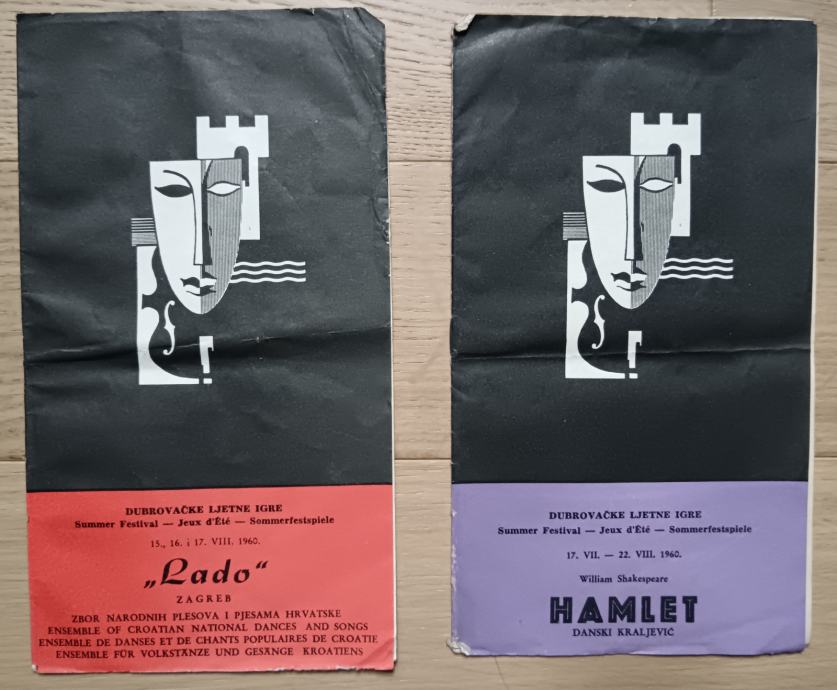 DUBROVAČKE LJETNE IGRE
Summer Festival — Jeux d'Été — Sommerfestspiele
15., 16. i 17. VIII. 1960.
„Lado“
ZAGREB
ZBOR NARODNIH PLESOVA I PJESAMA HRVATSKE
ENSEMBLE OF CROATIAN NATIONAL DANCES AND SONGS
ENSEMBLE DE DANSES ET DE CHANTS POPULAIRES DE CROATIE
ENSEMBLE FÜR VOLKSTÄNZE UND GESÄNGE KROATIENS
DUBROVAČKE LJETNE IGRE
Summer Festival — Jeux d'Été — Sommerfestspiele
17. VII. — 22. VIII. 1960.
William Shakespeare
HAMLET
DANSKI KRALJEVIĆ